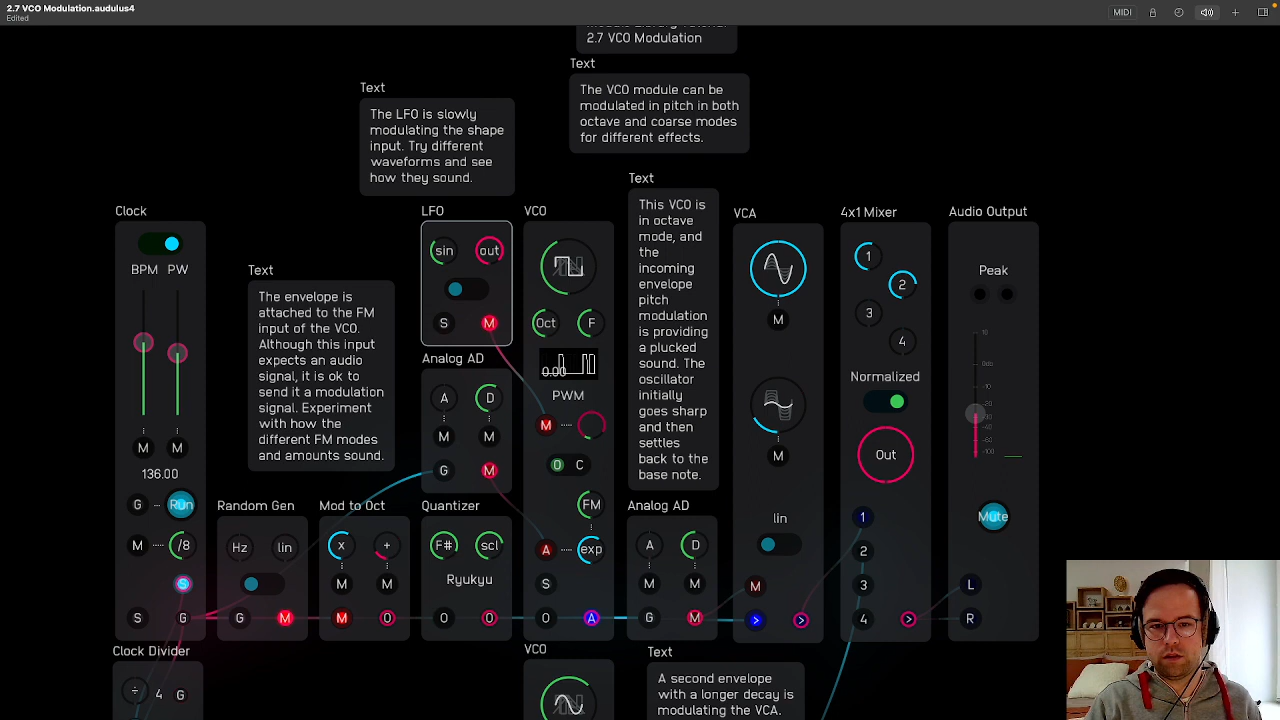 2.7 VCO Modulation.audulus4
Edited
MIDI
2.7 VCO Modulation
Text
The VCO module can be
modulated in pitch in both
octave and coarse modes
for different effects.
Text
The LFO is slowly
modulating the shape
input. Try different
waveforms and see
how they sound.
Text
This VCO is
in octave
mode, and
the
incoming
envelope
pitch
modulation
is providing
a plucked
sound. The
oscillator
initially
goes sharp
and then
settles
back to the
base note.
Clock
BPM PW
M M
136.00
G Run
M /8
S
S G
Text
The envelope is
attached to the FM
input of the VCO.
Although this input
expects an audio
signal, it is ok to
send it a modulation
signal. Experiment
with how the
different FM modes
and amounts sound.
LFO
sin out
S M
Analog AD
A D
M M
G M
VCO
Oct F
0.00
PWM
M
O C
FM
A exp
S
O A
Random Gen
Hz lin
G M
Mod to Oct
x +
M M
M O
Quantizer
F# scl
Ryukyu
O O
Analog AD
A D
M M
G M
VCA
M
M
lin
M
> >
4x1 Mixer
1
2
3
4
Normalized
Out
1
2
3
4 >
Audio Output
Peak
10
0db
-10
-20
-30
-40
-60
-100
Mute
L
R
Clock Divider
÷ 4 G
VCO
Text
A second envelope
with a longer decay is
modulating the VCA.